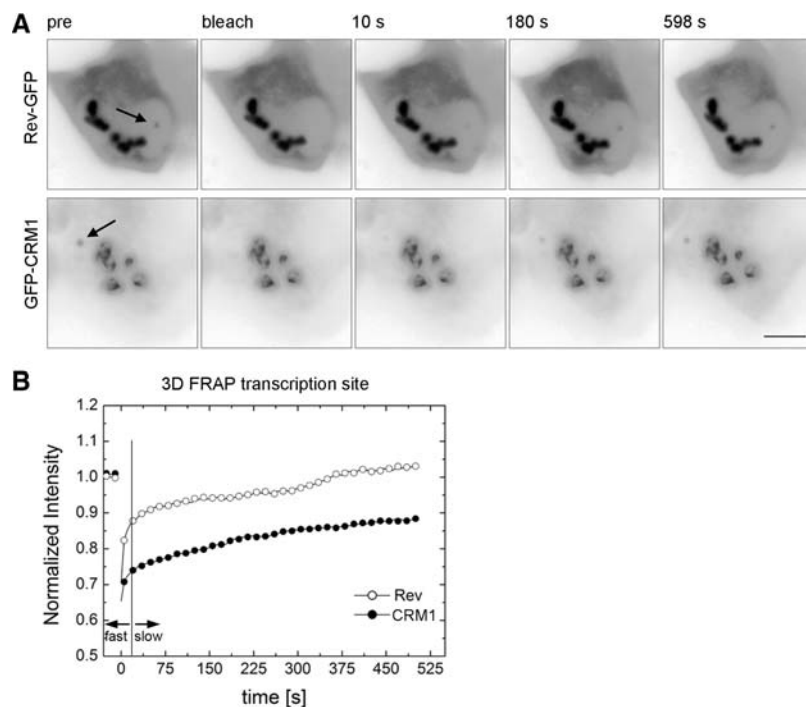 A
pre bleach 10 s 180 s 598 s
Rev-GFP
GFP-CRM1
B
3D FRAP transcription site
1.2
1.1
1.0
0.9
0.8
0.7
0.6
0.5
Normalized Intensity
Rev
CRM1
fast slow
0 75 150 225 300 375 450 525
time [s]